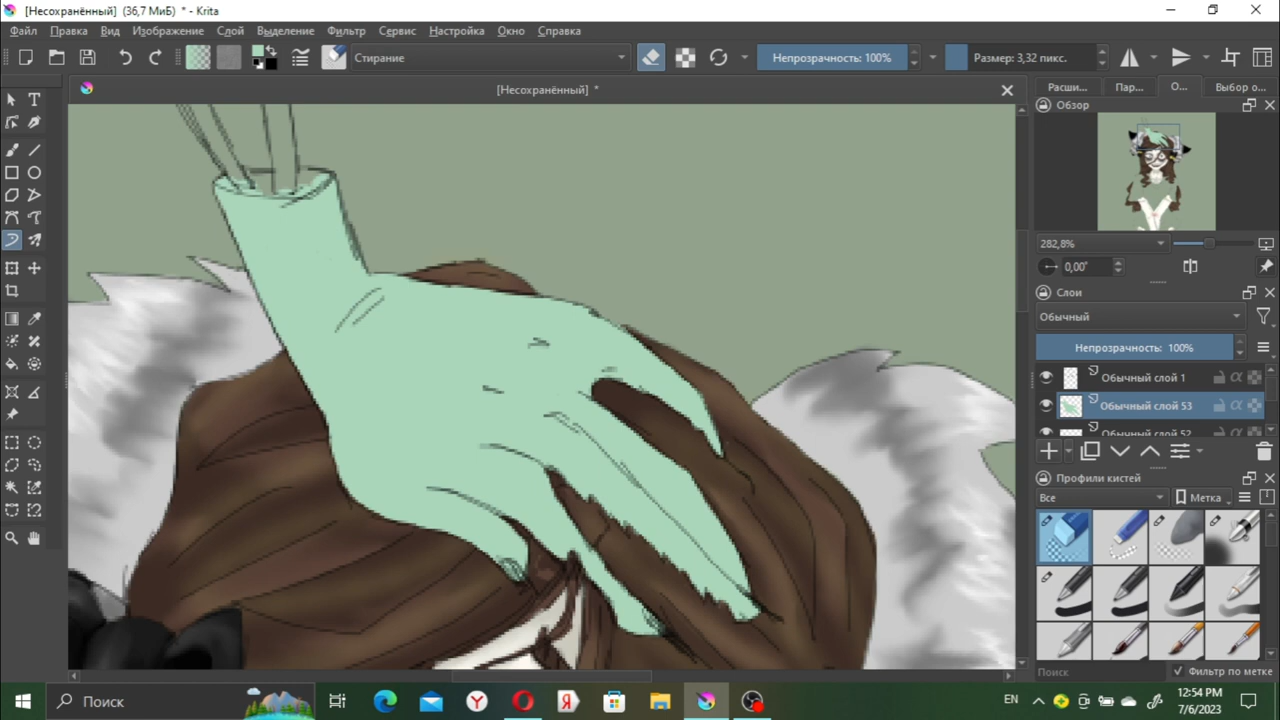 [Несохранённый] (36,7 МиБ) * - Krita
Файл Правка Вид Изображение Слой Выделение Фильтр Сервис Настройка Окно Справка
Стирание
Непрозрачность: 100%
Размер: 3,32 пикс.
[Несохранённый] *
Расши... Пар... О... Выбор о...
Обзор
282,8%
0,00°
Слои
Обычный
Непрозрачность: 100%
Обычный слой 1
Обычный слой 53
Обычный слой 52
Профили кистей
Все
Метка
Поиск
Фильтр по метке
Поиск
EN
12:54 PM
7/6/2023